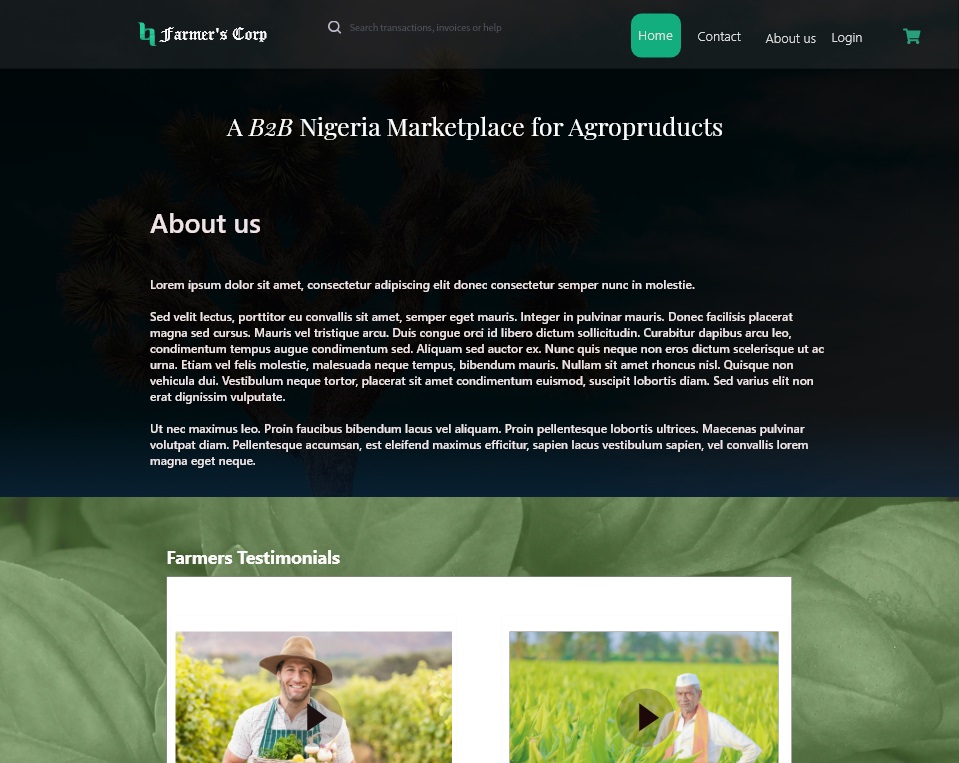 Farmer's Corp
Search transactions, invoices or help
Home
Contact
About us
Login
A B2B Nigeria Marketplace for Agropruducts
About us
Lorem ipsum dolor sit amet, consectetur adipiscing elit donec consectetur semper nunc in molestie.
Sed velit lectus, porttitor eu convallis sit amet, semper eget mauris. Integer in pulvinar mauris. Donec facilisis placerat
magna sed cursus. Mauris vel tristique arcu. Duis congue orci id libero dictum sollicitudin. Curabitur dapibus arcu leo,
condimentum tempus augue condimentum sed. Aliquam sed auctor ex. Nunc quis neque non eros dictum scelerisque ut ac
urna. Etiam vel felis molestie, malesuada neque tempus, bibendum mauris. Nullam sit amet rhoncus nisl. Quisque non
vehicula dui. Vestibulum neque tortor, placerat sit amet condimentum euismod, suscipit lobortis diam. Sed varius elit non
erat dignissim vulputate.
Ut nec maximus leo. Proin faucibus bibendum lacus vel aliquam. Proin pellentesque lobortis ultrices. Maecenas pulvinar
volutpat diam. Pellentesque accumsan, est eleifend maximus efficitur, sapien lacus vestibulum sapien, vel convallis lorem
magna eget neque.
Farmers Testimonials